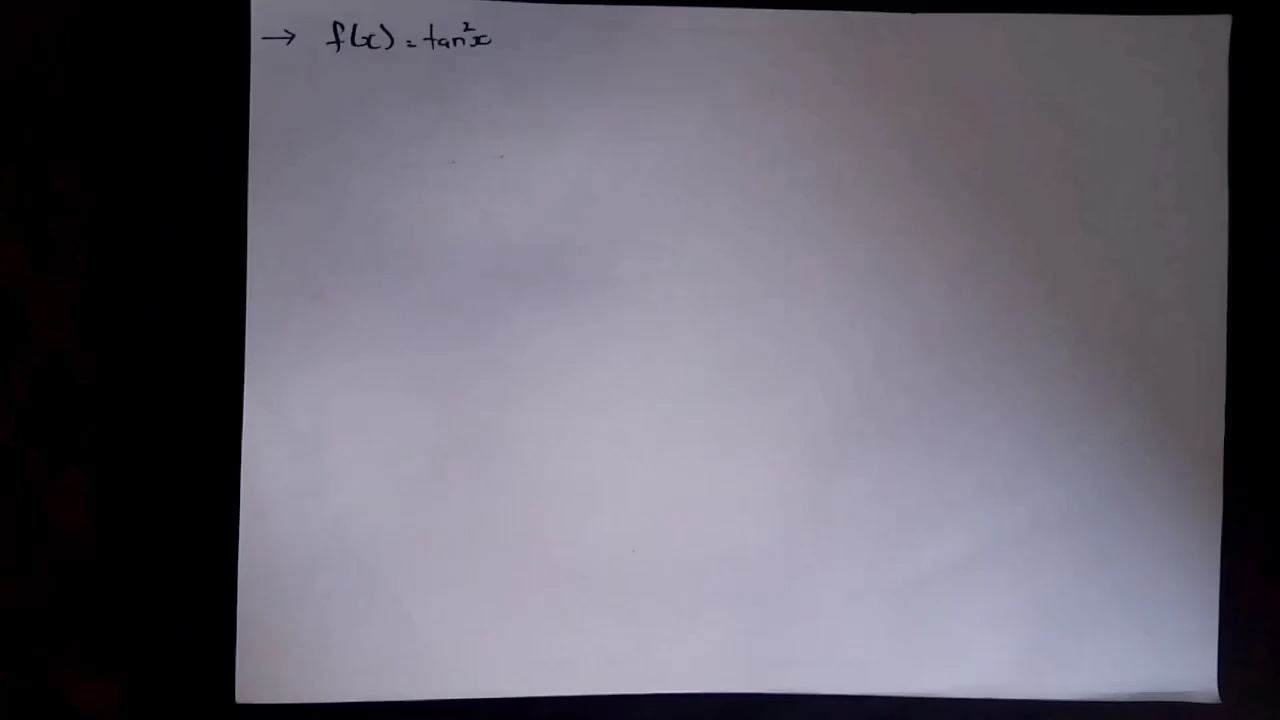 → f(x) = tan²x